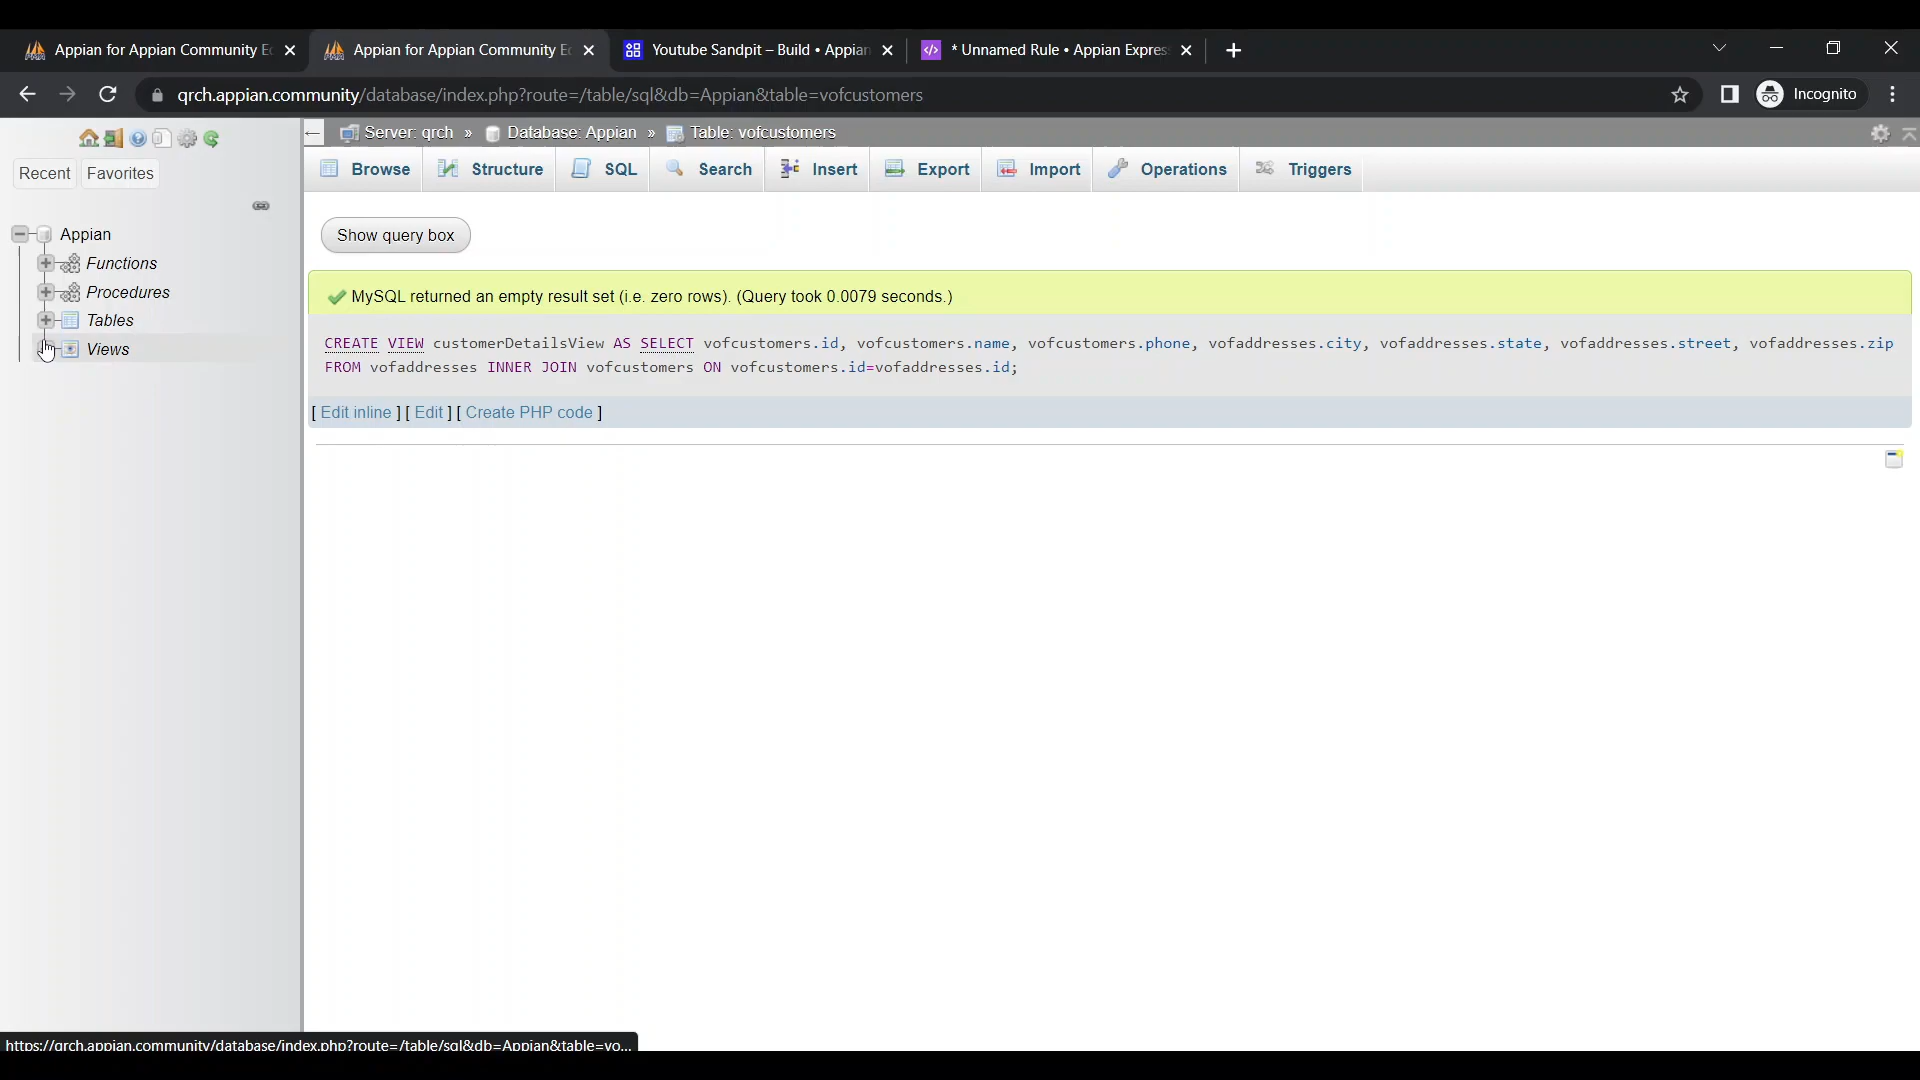 Appian for Appian Community Ec
Appian for Appian Community Ec
Youtube Sandpit – Build • Appian
* Unnamed Rule • Appian Expres
qrch.appian.community/database/index.php?route=/table/sql&db=Appian&table=vofcustomers
Incognito
Server: qrch » Database: Appian » Table: vofcustomers
Recent Favorites
Browse Structure SQL Search Insert Export Import Operations Triggers
Appian
Functions
Procedures
Tables
Views
Show query box
MySQL returned an empty result set (i.e. zero rows). (Query took 0.0079 seconds.)
CREATE VIEW customerDetailsView AS SELECT vofcustomers.id, vofcustomers.name, vofcustomers.phone, vofaddresses.city, vofaddresses.state, vofaddresses.street, vofaddresses.zip
FROM vofaddresses INNER JOIN vofcustomers ON vofcustomers.id=vofaddresses.id;
[ Edit inline ] [ Edit ] [ Create PHP code ]
https://qrch.appian.community/database/index.php?route=/table/sql&db=Appian&table=vo...